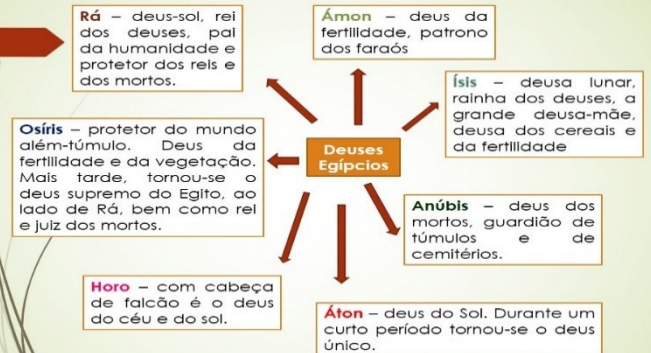 Rá – deus-sol, rei
dos deuses, pai
da humanidade e
protetor dos reis e
dos mortos.
Ámon – deus da
fertilidade, patrono
dos faraós
Ísis – deusa lunar,
rainha dos deuses, a
grande deusa-mãe,
deusa dos cereais e
da fertilidade
Osíris – protetor do mundo
além-túmulo. Deus da
fertilidade e da vegetação.
Mais tarde, tornou-se o
deus supremo do Egito, ao
lado de Rá, bem como rei
e juiz dos mortos.
Deuses
Egípcios
Anúbis – deus dos
mortos, guardião de
túmulos e de
cemitérios.
Horo – com cabeça
de falcão é o deus
do céu e do sol.
Áton – deus do Sol. Durante um
curto período tornou-se o deus
único.